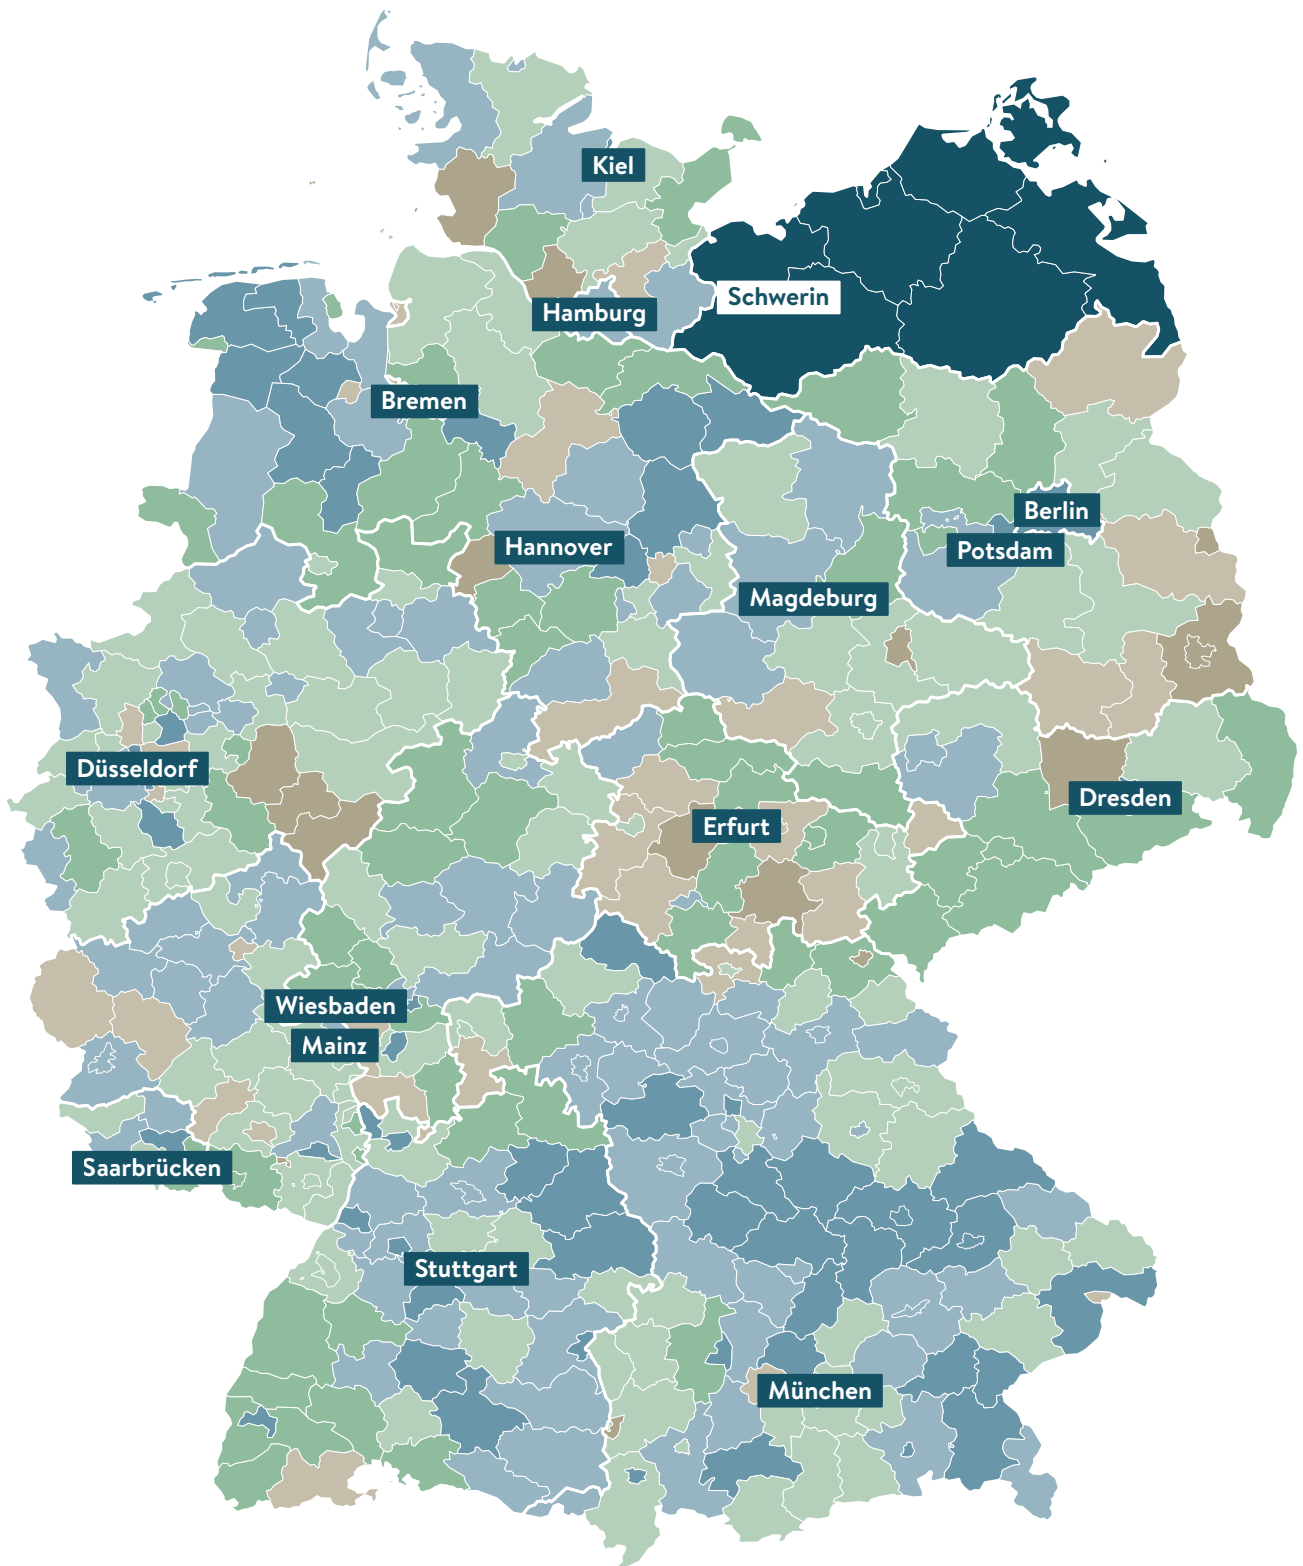 Kiel
Schwerin
Hamburg
Bremen
Berlin
Hannover
Potsdam
Magdeburg
Düsseldorf
Dresden
Erfurt
Wiesbaden
Mainz
Saarbrücken
Stuttgart
München